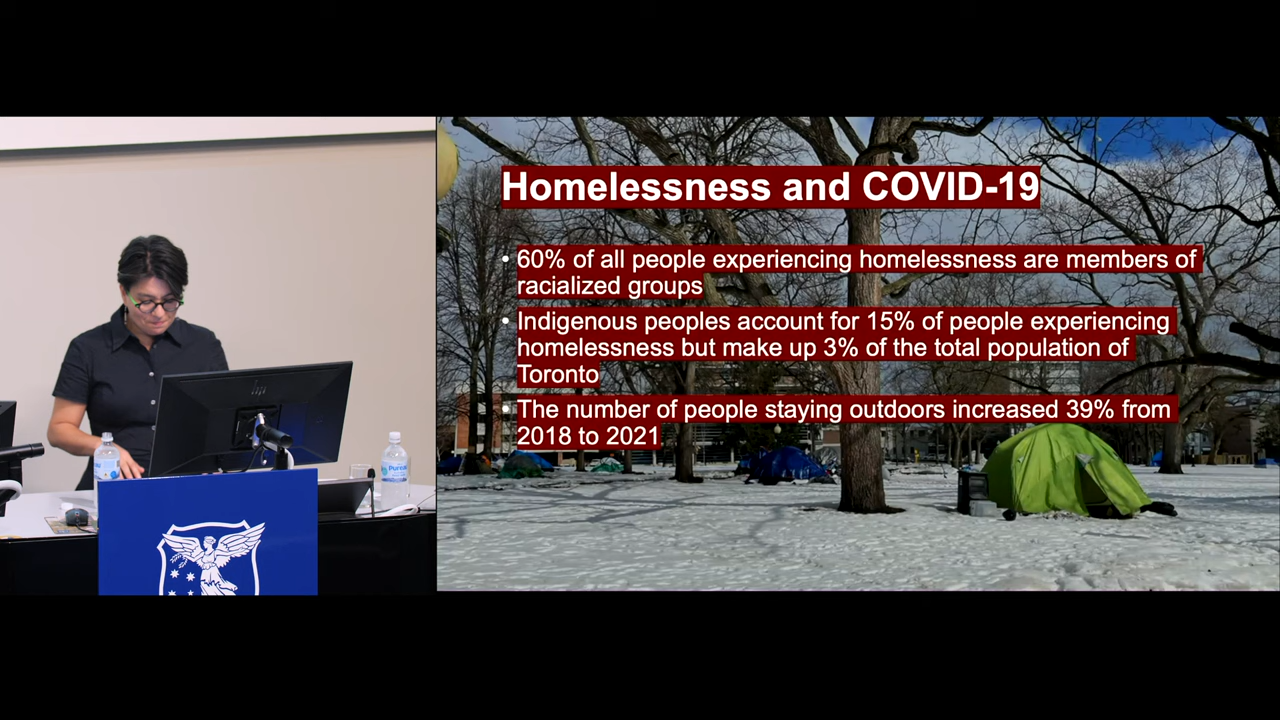 Homelessness and COVID-19
• 60% of all people experiencing homelessness are members of
racialized groups
• Indigenous peoples account for 15% of people experiencing
homelessness but make up 3% of the total population of
Toronto
• The number of people staying outdoors increased 39% from
2018 to 2021
hp